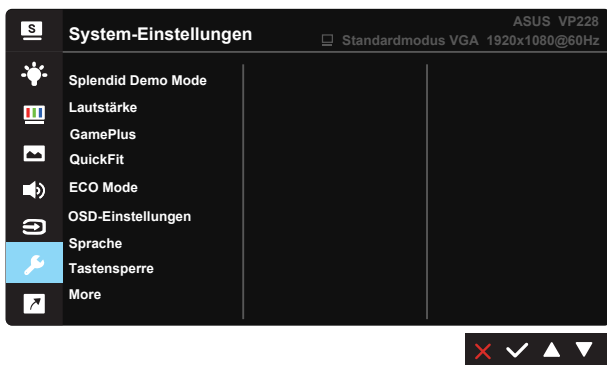 S
System-Einstellungen
ASUS VP228
Standardmodus VGA 1920x1080@60Hz
Splendid Demo Mode
Lautstärke
GamePlus
QuickFit
ECO Mode
OSD-Einstellungen
Sprache
Tastensperre
More